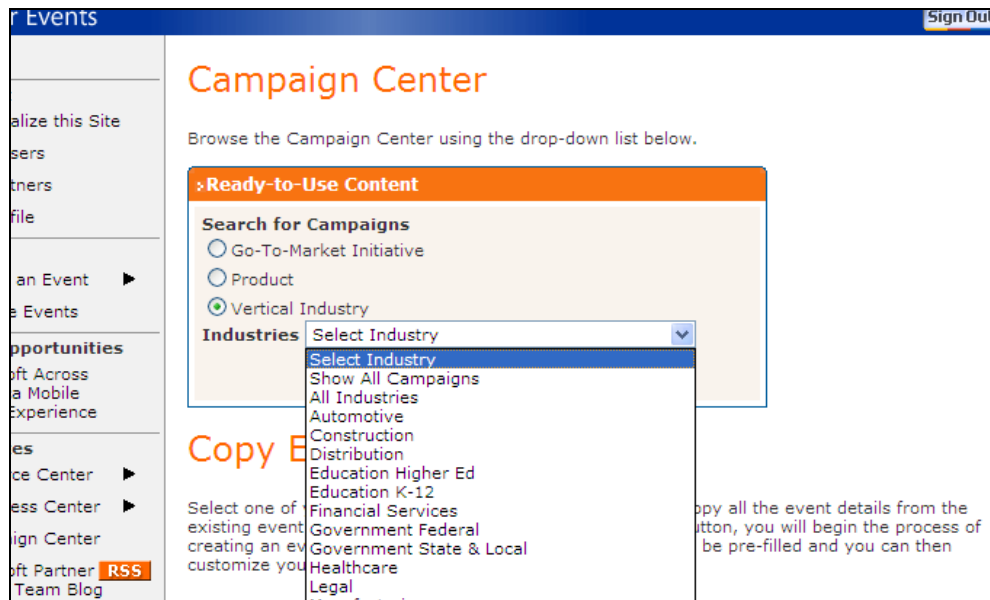 r Events
Sign Out
alize this Site
sers
tners
file
an Event
e Events
pportunities
oft Across
a Mobile
Experience
es
rce Center
ess Center
ign Center
oft Partner RSS
Team Blog
Campaign Center
Browse the Campaign Center using the drop-down list below.
Ready-to-Use Content
Search for Campaigns
Go-To-Market Initiative
Product
Vertical Industry
Industries Select Industry
Select Industry
Show All Campaigns
All Industries
Automotive
Construction
Distribution
Education Higher Ed
Education K-12
Financial Services
Government Federal
Government State & Local
Healthcare
Legal
Copy E
Select one of opy all the event details from the
existing event utton, you will begin the process of
creating an ev be pre-filled and you can then
customize you